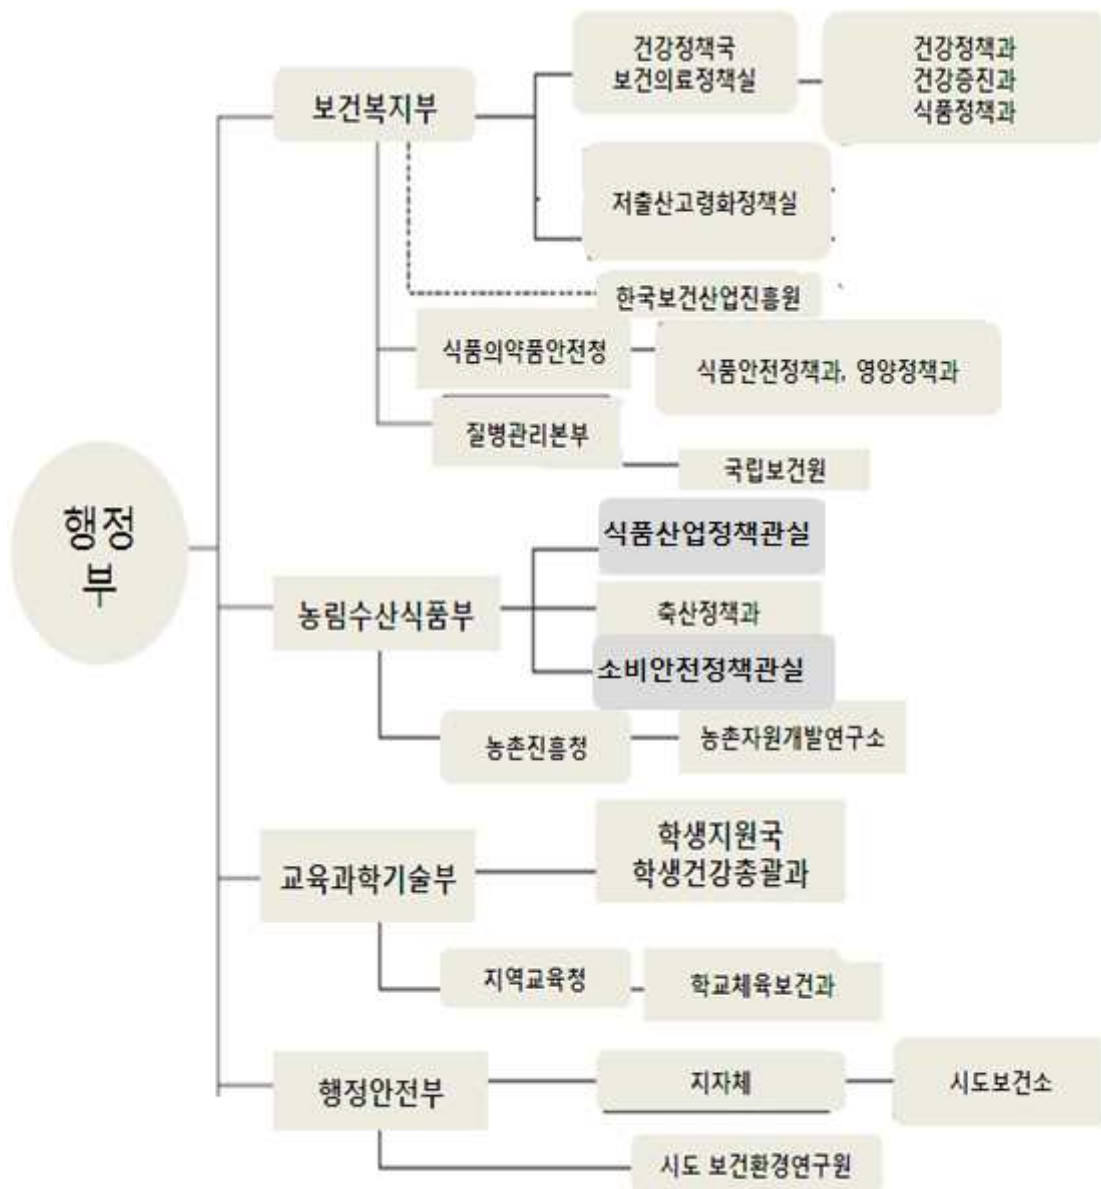 건강정책국
보건의료정책실
건강정책과
건강증진과
식품정책과
보건복지부
저출산고령화정책실
한국보건산업진흥원
식품의약품안전청
식품안전정책과, 영양정책과
질병관리본부
국립보건원
행정
부
식품산업정책관실
농림수산식품부
축산정책과
소비안전정책관실
농촌진흥청
농촌자원개발연구소
학생지원국
학생건강총괄과
교육과학기술부
지역교육청
학교체육보건과
행정안전부
지자체
시도보건소
시도 보건환경연구원